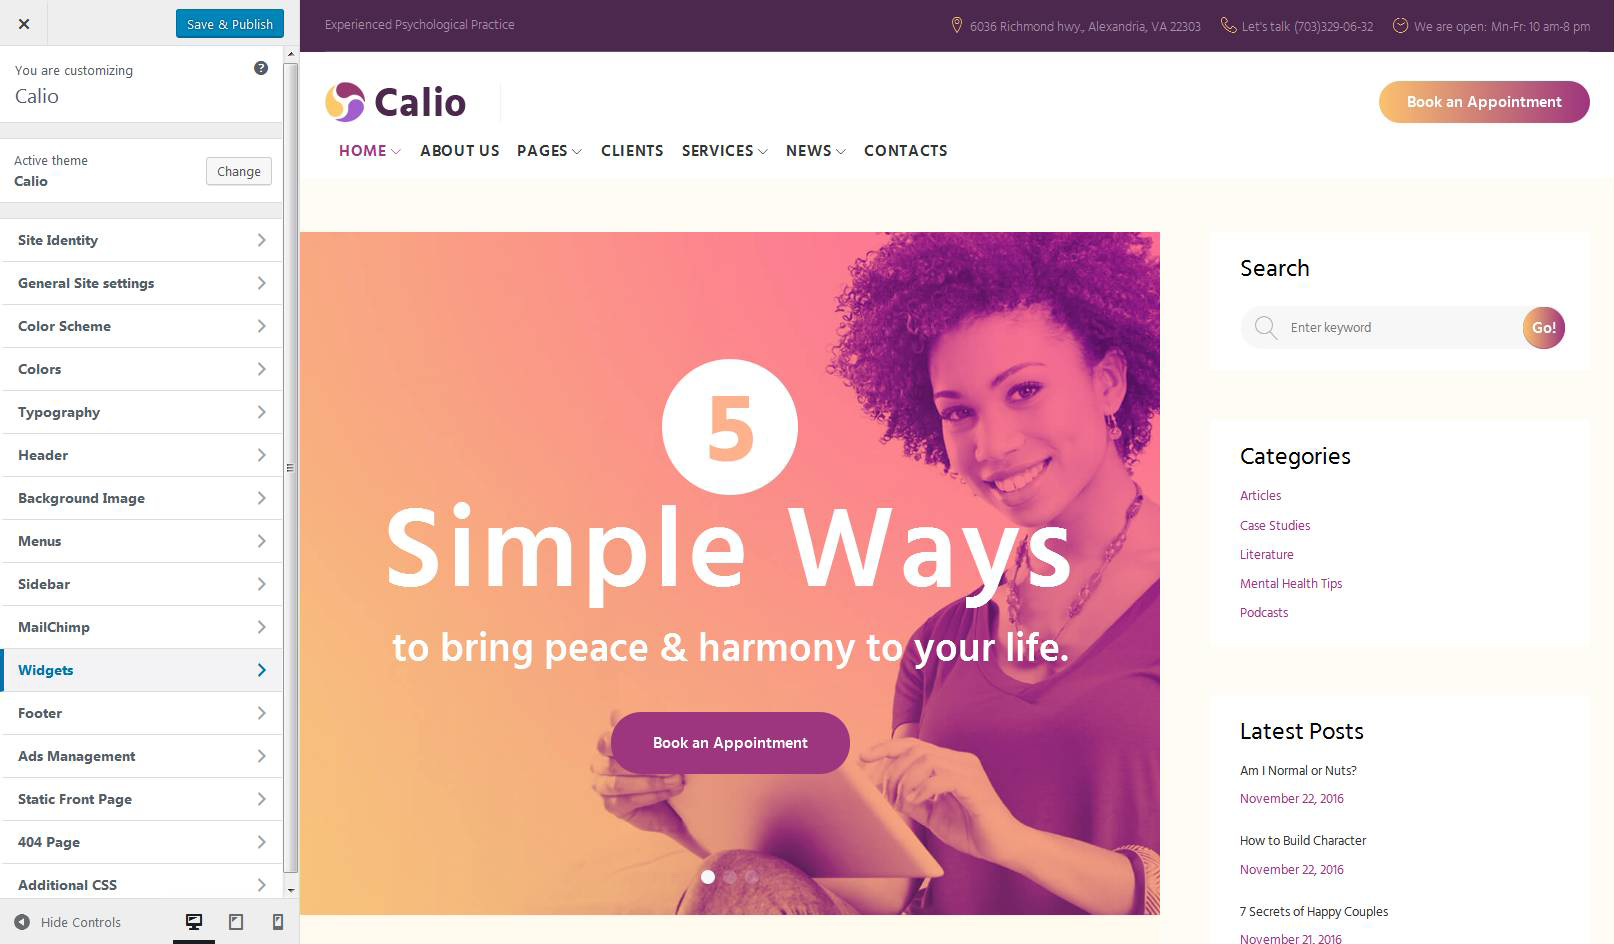 Save & Publish
You are customizing
Calio
Active theme
Calio
Change
Site Identity
General Site settings
Color Scheme
Colors
Typography
Header
Background Image
Menus
Sidebar
MailChimp
Widgets
Footer
Ads Management
Static Front Page
404 Page
Additional CSS
Hide Controls
Experienced Psychological Practice
6036 Richmond hwy., Alexandria, VA 22303
Let's talk (703)329-06-32
We are open: Mn-Fr: 10 am-8 pm
Calio
Book an Appointment
HOME ABOUT US PAGES CLIENTS SERVICES NEWS CONTACTS
5
Simple Ways
to bring peace & harmony to your life.
Book an Appointment
Search
Enter keyword
Go!
Categories
Articles
Case Studies
Literature
Mental Health Tips
Podcasts
Latest Posts
Am I Normal or Nuts?
November 22, 2016
How to Build Character
November 22, 2016
7 Secrets of Happy Couples
November 21, 2016